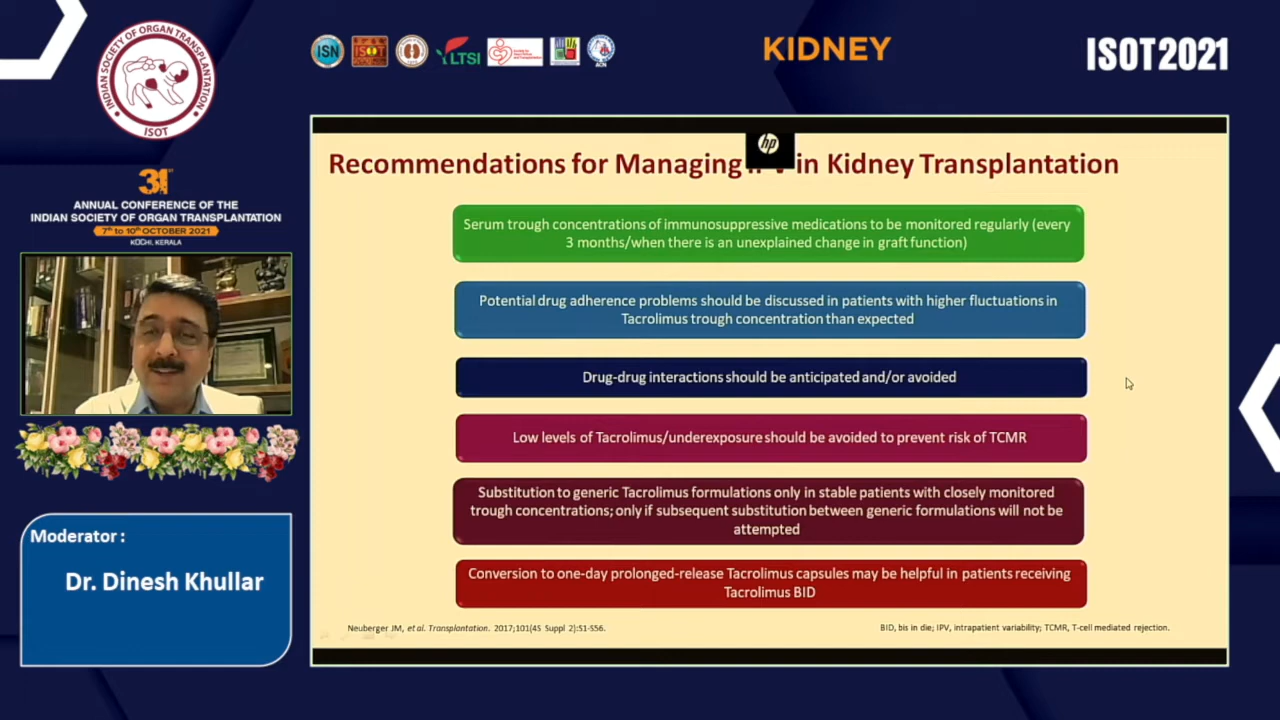 INDIAN SOCIETY OF ORGAN TRANSPLANTATION
ISOT
ISN
ISOT
LTSI
ACN
KIDNEY
ISOT2021
31st
ANNUAL CONFERENCE OF THE
INDIAN SOCIETY OF ORGAN TRANSPLANTATION
7th to 10th OCTOBER 2021
KOCHI, KERALA
hp
Recommendations for Managing in Kidney Transplantation
Serum trough concentrations of immunosuppressive medications to be monitored regularly (every
3 months/when there is an unexplained change in graft function)
Potential drug adherence problems should be discussed in patients with higher fluctuations in
Tacrolimus trough concentration than expected
Drug-drug interactions should be anticipated and/or avoided
Low levels of Tacrolimus/underexposure should be avoided to prevent risk of TCMR
Substitution to generic Tacrolimus formulations only in stable patients with closely monitored
trough concentrations; only if subsequent substitution between generic formulations will not be
attempted
Conversion to one-day prolonged-release Tacrolimus capsules may be helpful in patients receiving
Tacrolimus BID
Neuberger JM, et al. Transplantation. 2017;101(4S Suppl 2):S1-S56.
BID, bis in die; IPV, intrapatient variability; TCMR, T-cell mediated rejection.
Moderator :
Dr. Dinesh Khullar